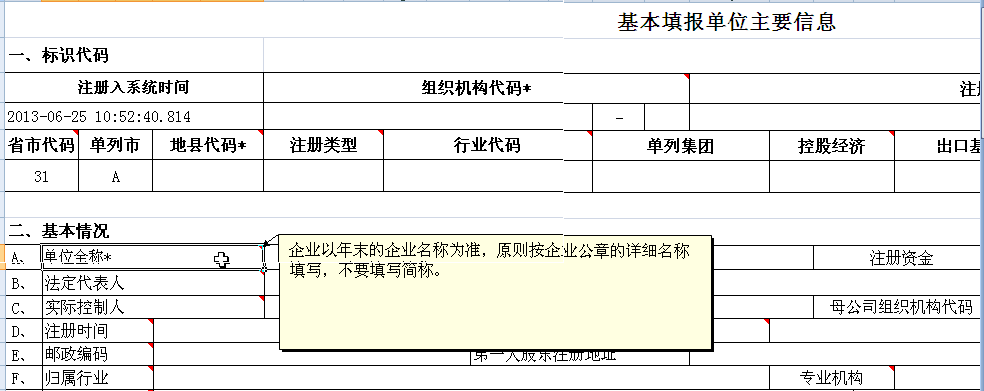 基本填报单位主要信息
一、标识代码
注册入系统时间 组织机构代码*
2013-06-25 10:52:40.814 -
省市代码 单列市 地县代码* 注册类型 行业代码 单列集团 控股经济 出口基
31 A
二、基本情况
A、 单位全称* 注册资金
企业以年末的企业名称为准，原则按企业公章的详细名称
填写，不要填写简称。
B、 法定代表人
C、 实际控制人 母公司组织机构代码
D、 注册时间
E、 邮政编码 第一大股东注册地址
F、 归属行业 专业机构